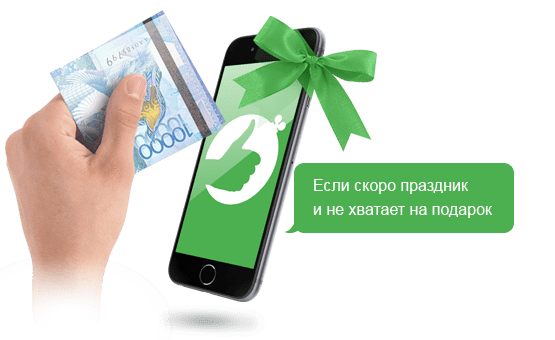 10000
Если скоро праздник
и не хватает на подарок